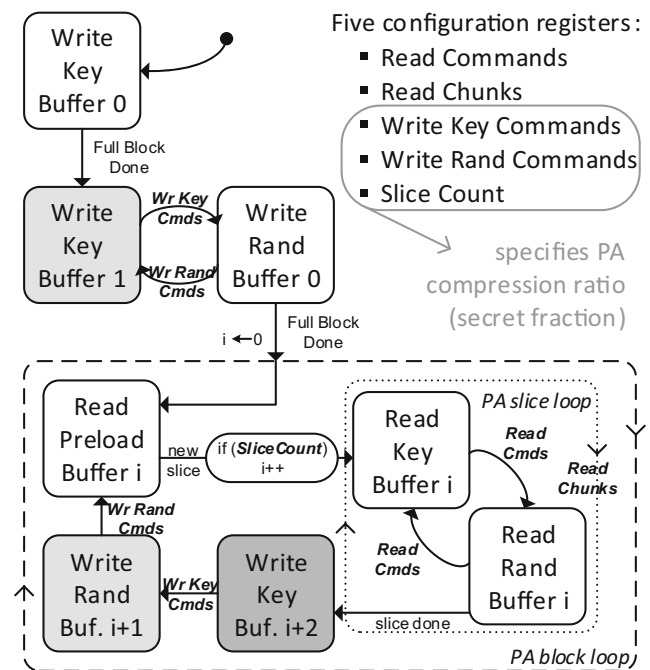 Write
Key
Buffer 0
Five configuration registers:
▪ Read Commands
▪ Read Chunks
▪ Write Key Commands
▪ Write Rand Commands
▪ Slice Count
specifies PA
compression ratio
(secret fraction)
Full Block
Done
Write
Key
Buffer 1
Wr Key
Cmds
Wr Rand
Cmds
Write
Rand
Buffer 0
i ←0
Full Block
Done
Read
Preload
Buffer i
new
slice
if (SliceCount)
i++
PA slice loop
Read
Key
Buffer i
Read
Cmds
Read
Chunks
Read
Cmds
Read
Rand
Buffer i
Wr Rand
Cmds
Write
Rand
Buf. i+1
Wr Key
Cmds
Write
Key
Buf. i+2
slice done
PA block loop